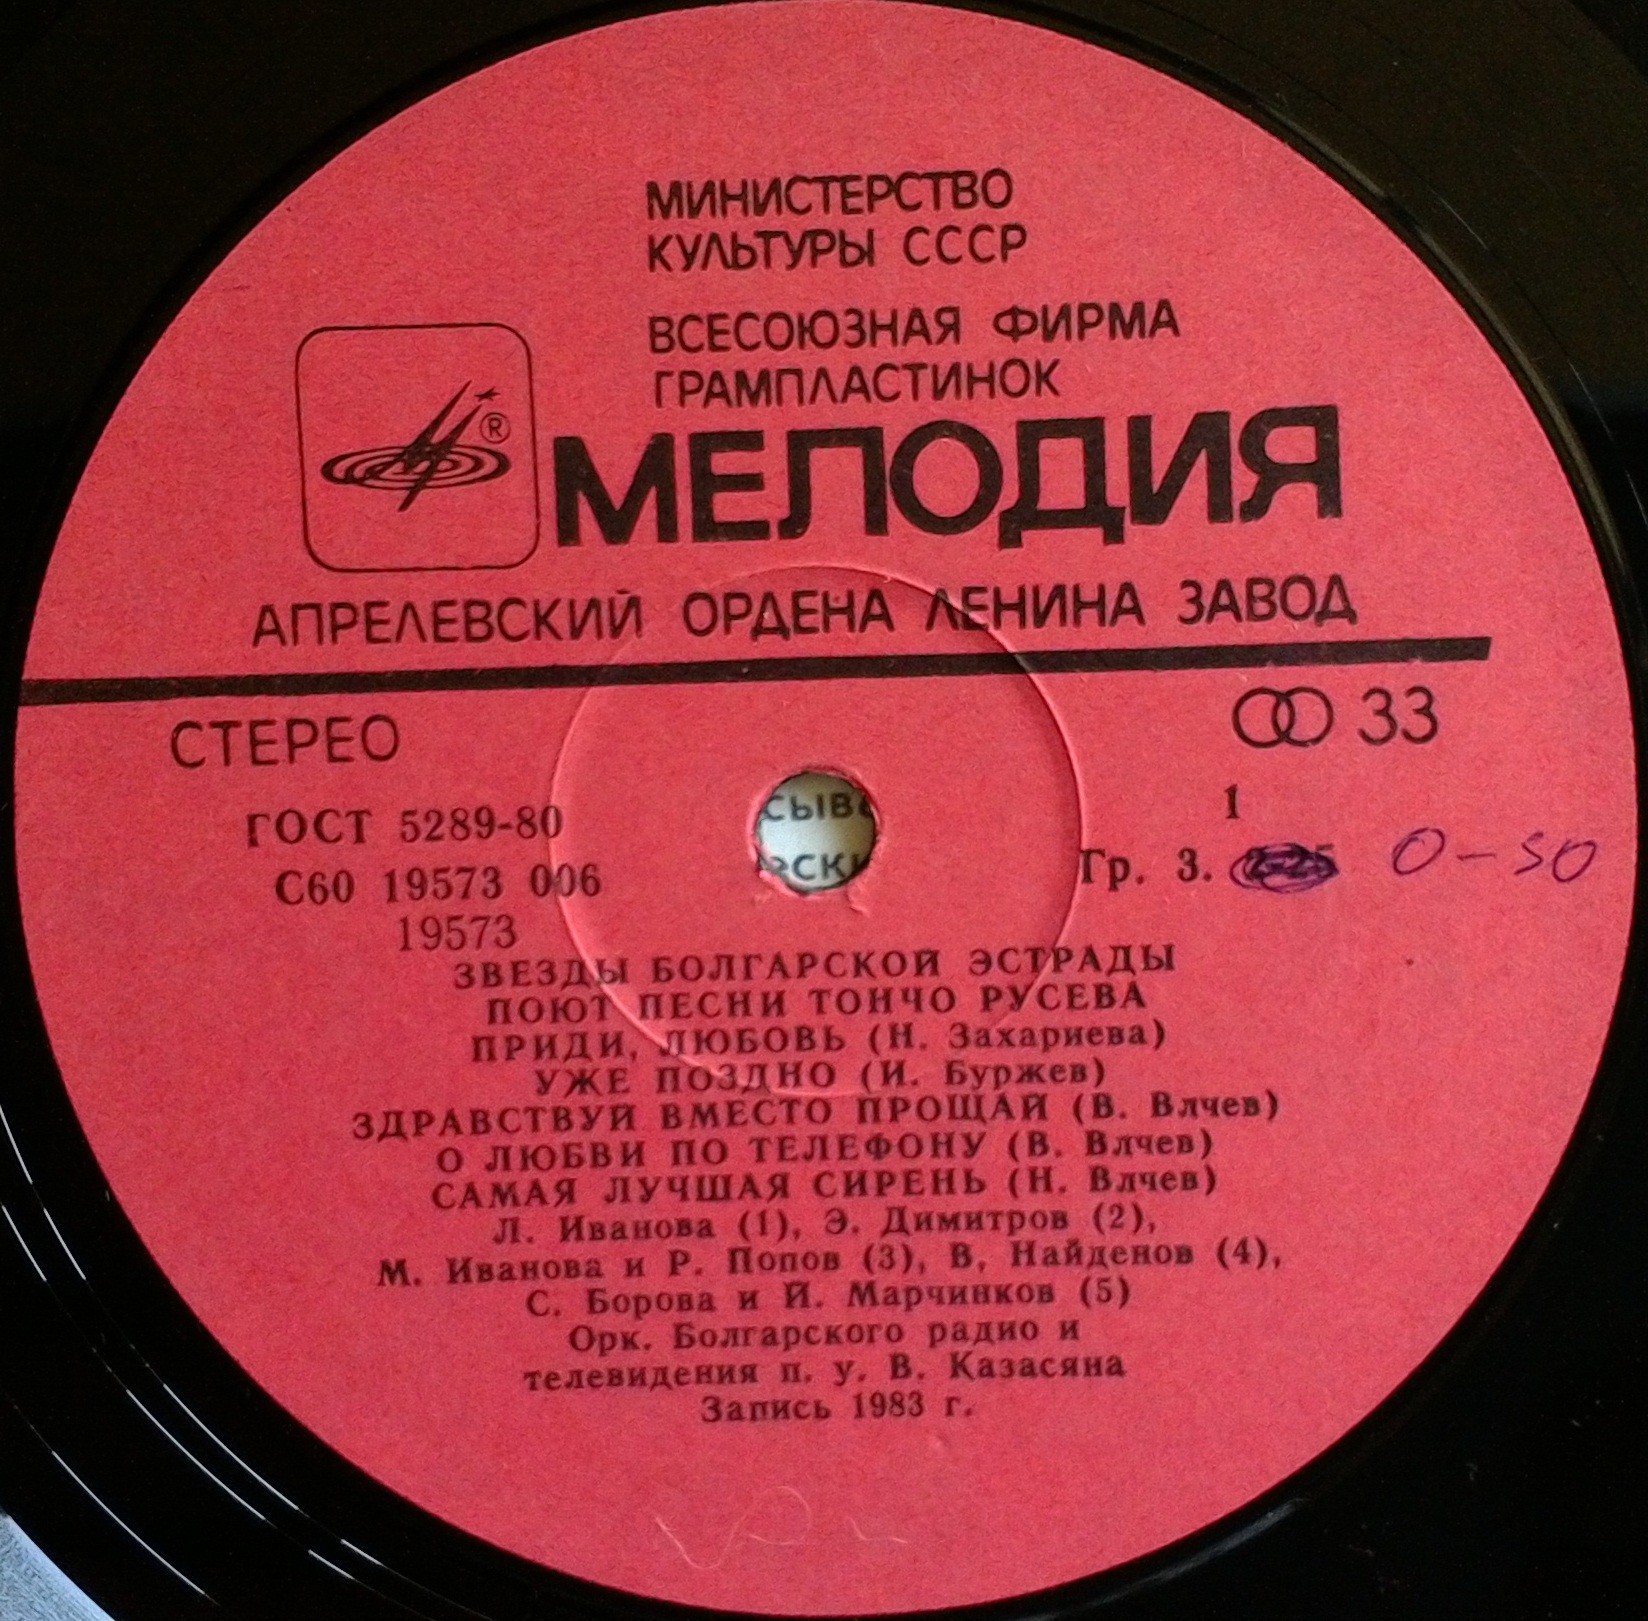 МИНИСТЕРСТВО
КУЛЬТУРЫ СССР
ВСЕСОЮЗНАЯ ФИРМА
ГРАМПЛАСТИНОК
®
МЕЛОДИЯ
АПРЕЛЕВСКИЙ ОРДЕНА ЛЕНИНА ЗАВОД
СТЕРЕО 33
ГОСТ 5289-80 1
С60 19573 006 Гр. 3. 0-50
19573
ЗВЕЗДЫ БОЛГАРСКОЙ ЭСТРАДЫ
ПОЮТ ПЕСНИ ТОНЧО РУСЕВА
ПРИДИ, ЛЮБОВЬ (Н. Захариева)
УЖЕ ПОЗДНО (И. Буржев)
ЗДРАВСТВУЙ ВМЕСТО ПРОЩАЙ (В. Влчев)
О ЛЮБВИ ПО ТЕЛЕФОНУ (В. Влчев)
САМАЯ ЛУЧШАЯ СИРЕНЬ (Н. Влчев)
Л. Иванова (1), Э. Димитров (2),
М. Иванова и Р. Попов (3), В. Найденов (4),
С. Борова и Й. Марчинков (5)
Орк. Болгарского радио и
телевидения п. у. В. Казасяна
Запись 1983 г.